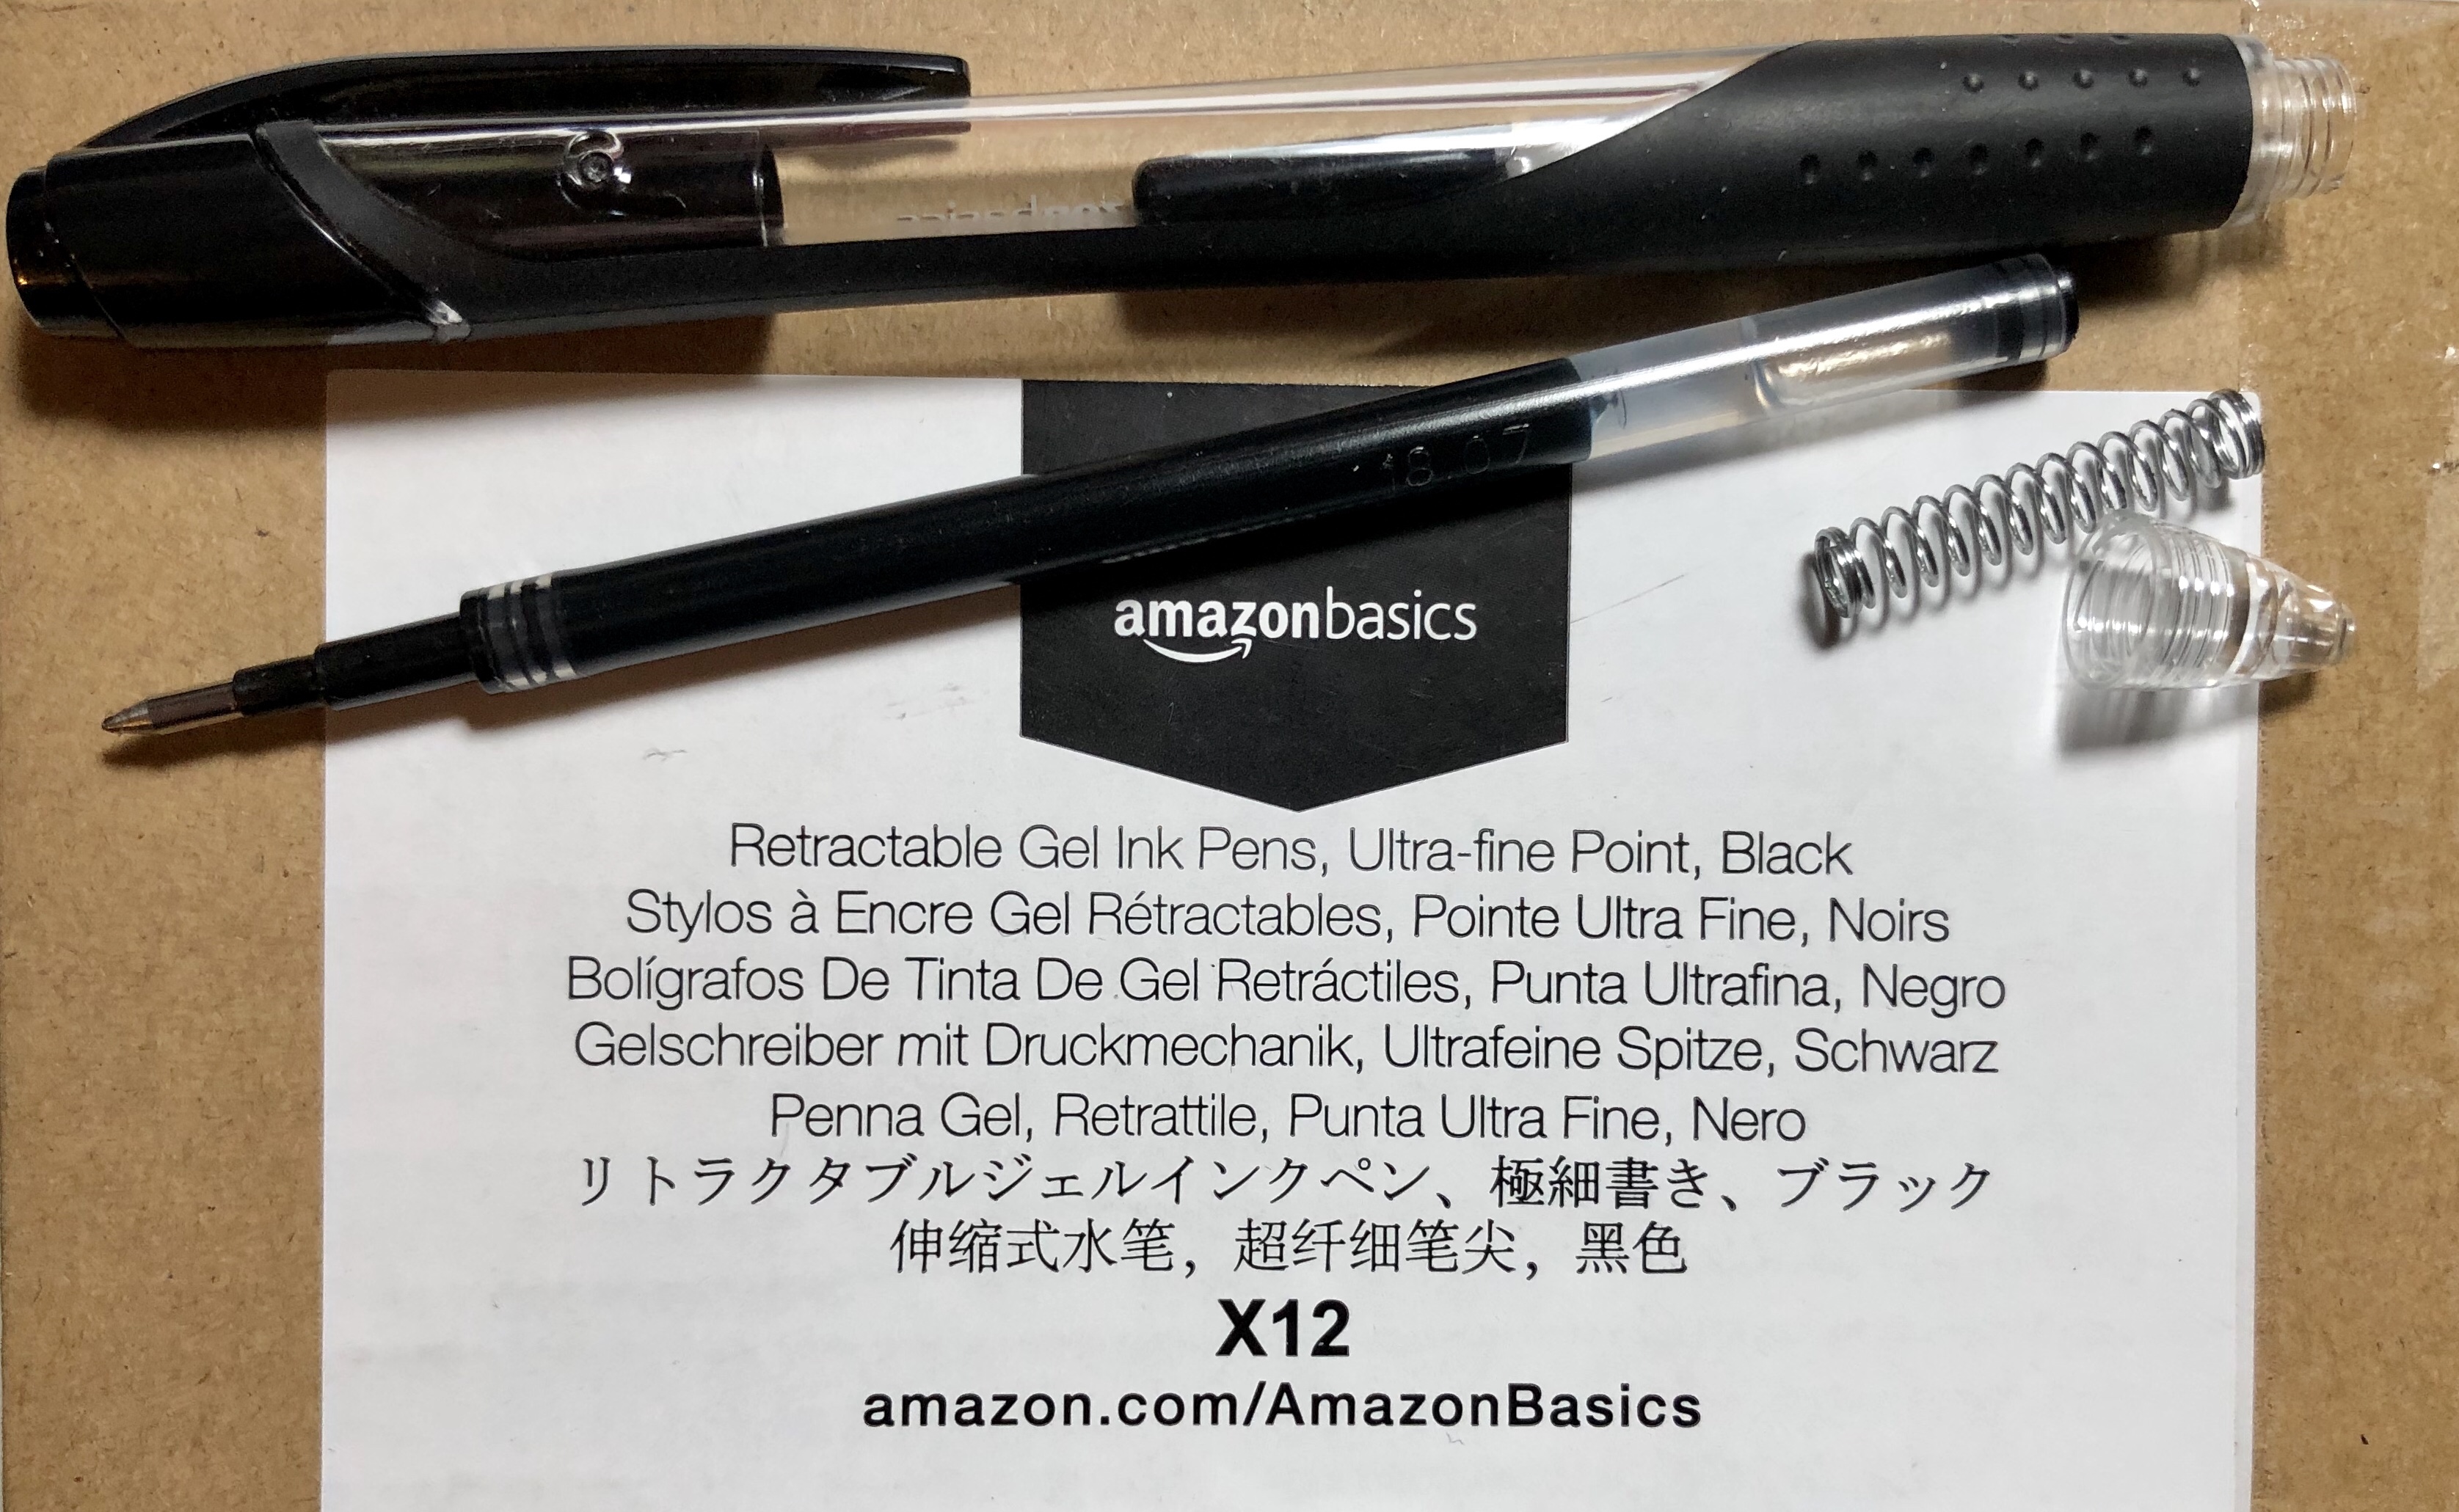 18.07
amazonbasics
Retractable Gel Ink Pens, Ultra-fine Point, Black
Stylos à Encre Gel Rétractables, Pointe Ultra Fine, Noirs
Bolígrafos De Tinta De Gel Retráctiles, Punta Ultrafina, Negro
Gelschreiber mit Druckmechanik, Ultrafeine Spitze, Schwarz
Penna Gel, Retrattile, Punta Ultra Fine, Nero
リトラクタブルジェルインクペン、極細書き、ブラック
伸缩式水笔，超纤细笔尖，黑色
X12
amazon.com/AmazonBasics